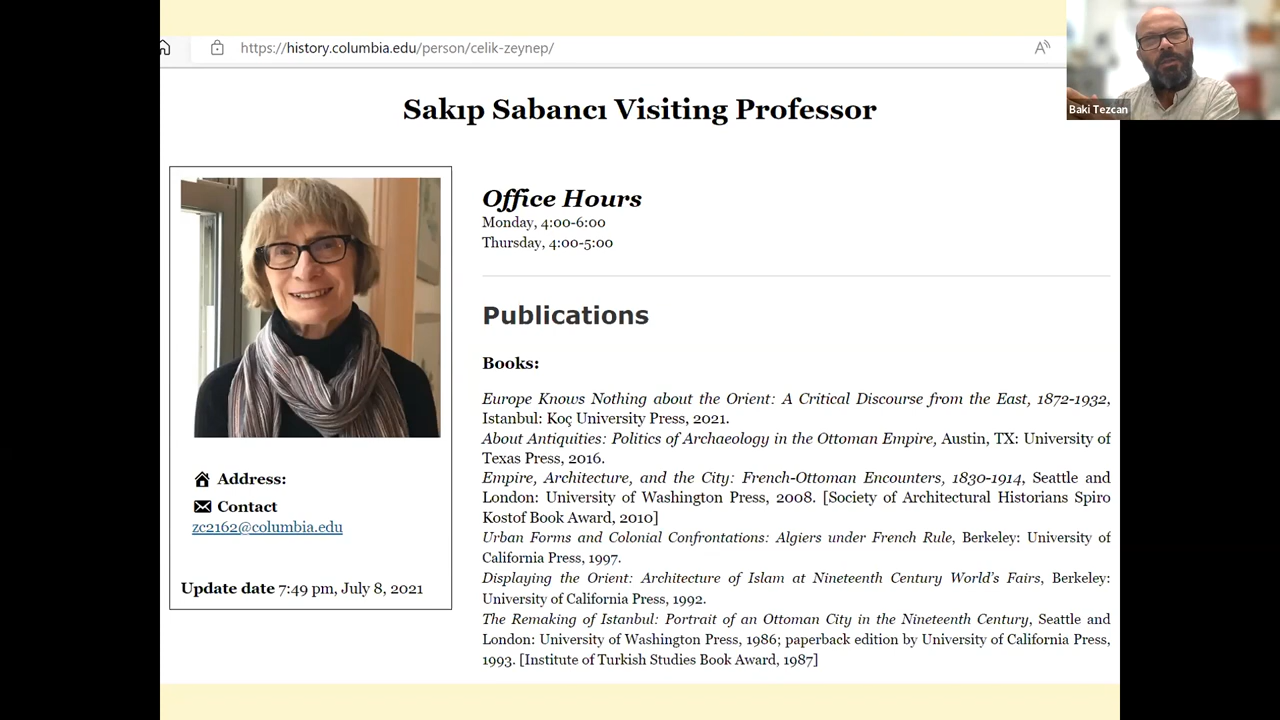 https://history.columbia.edu/person/celik-zeynep/
A
Baki Tezcan
Sakıp Sabancı Visiting Professor
Office Hours
Monday, 4:00-6:00
Thursday, 4:00-5:00
Publications
Books:
Europe Knows Nothing about the Orient: A Critical Discourse from the East, 1872-1932,
Istanbul: Koç University Press, 2021.
About Antiquities: Politics of Archaeology in the Ottoman Empire, Austin, TX: University of
Texas Press, 2016.
Empire, Architecture, and the City: French-Ottoman Encounters, 1830-1914, Seattle and
London: University of Washington Press, 2008. [Society of Architectural Historians Spiro
Kostof Book Award, 2010]
Urban Forms and Colonial Confrontations: Algiers under French Rule, Berkeley: University of
California Press, 1997.
Displaying the Orient: Architecture of Islam at Nineteenth Century World’s Fairs, Berkeley:
University of California Press, 1992.
The Remaking of Istanbul: Portrait of an Ottoman City in the Nineteenth Century, Seattle and
London: University of Washington Press, 1986; paperback edition by University of California Press,
1993. [Institute of Turkish Studies Book Award, 1987]
Address:
Contact
zc2162@columbia.edu
Update date 7:49 pm, July 8, 2021